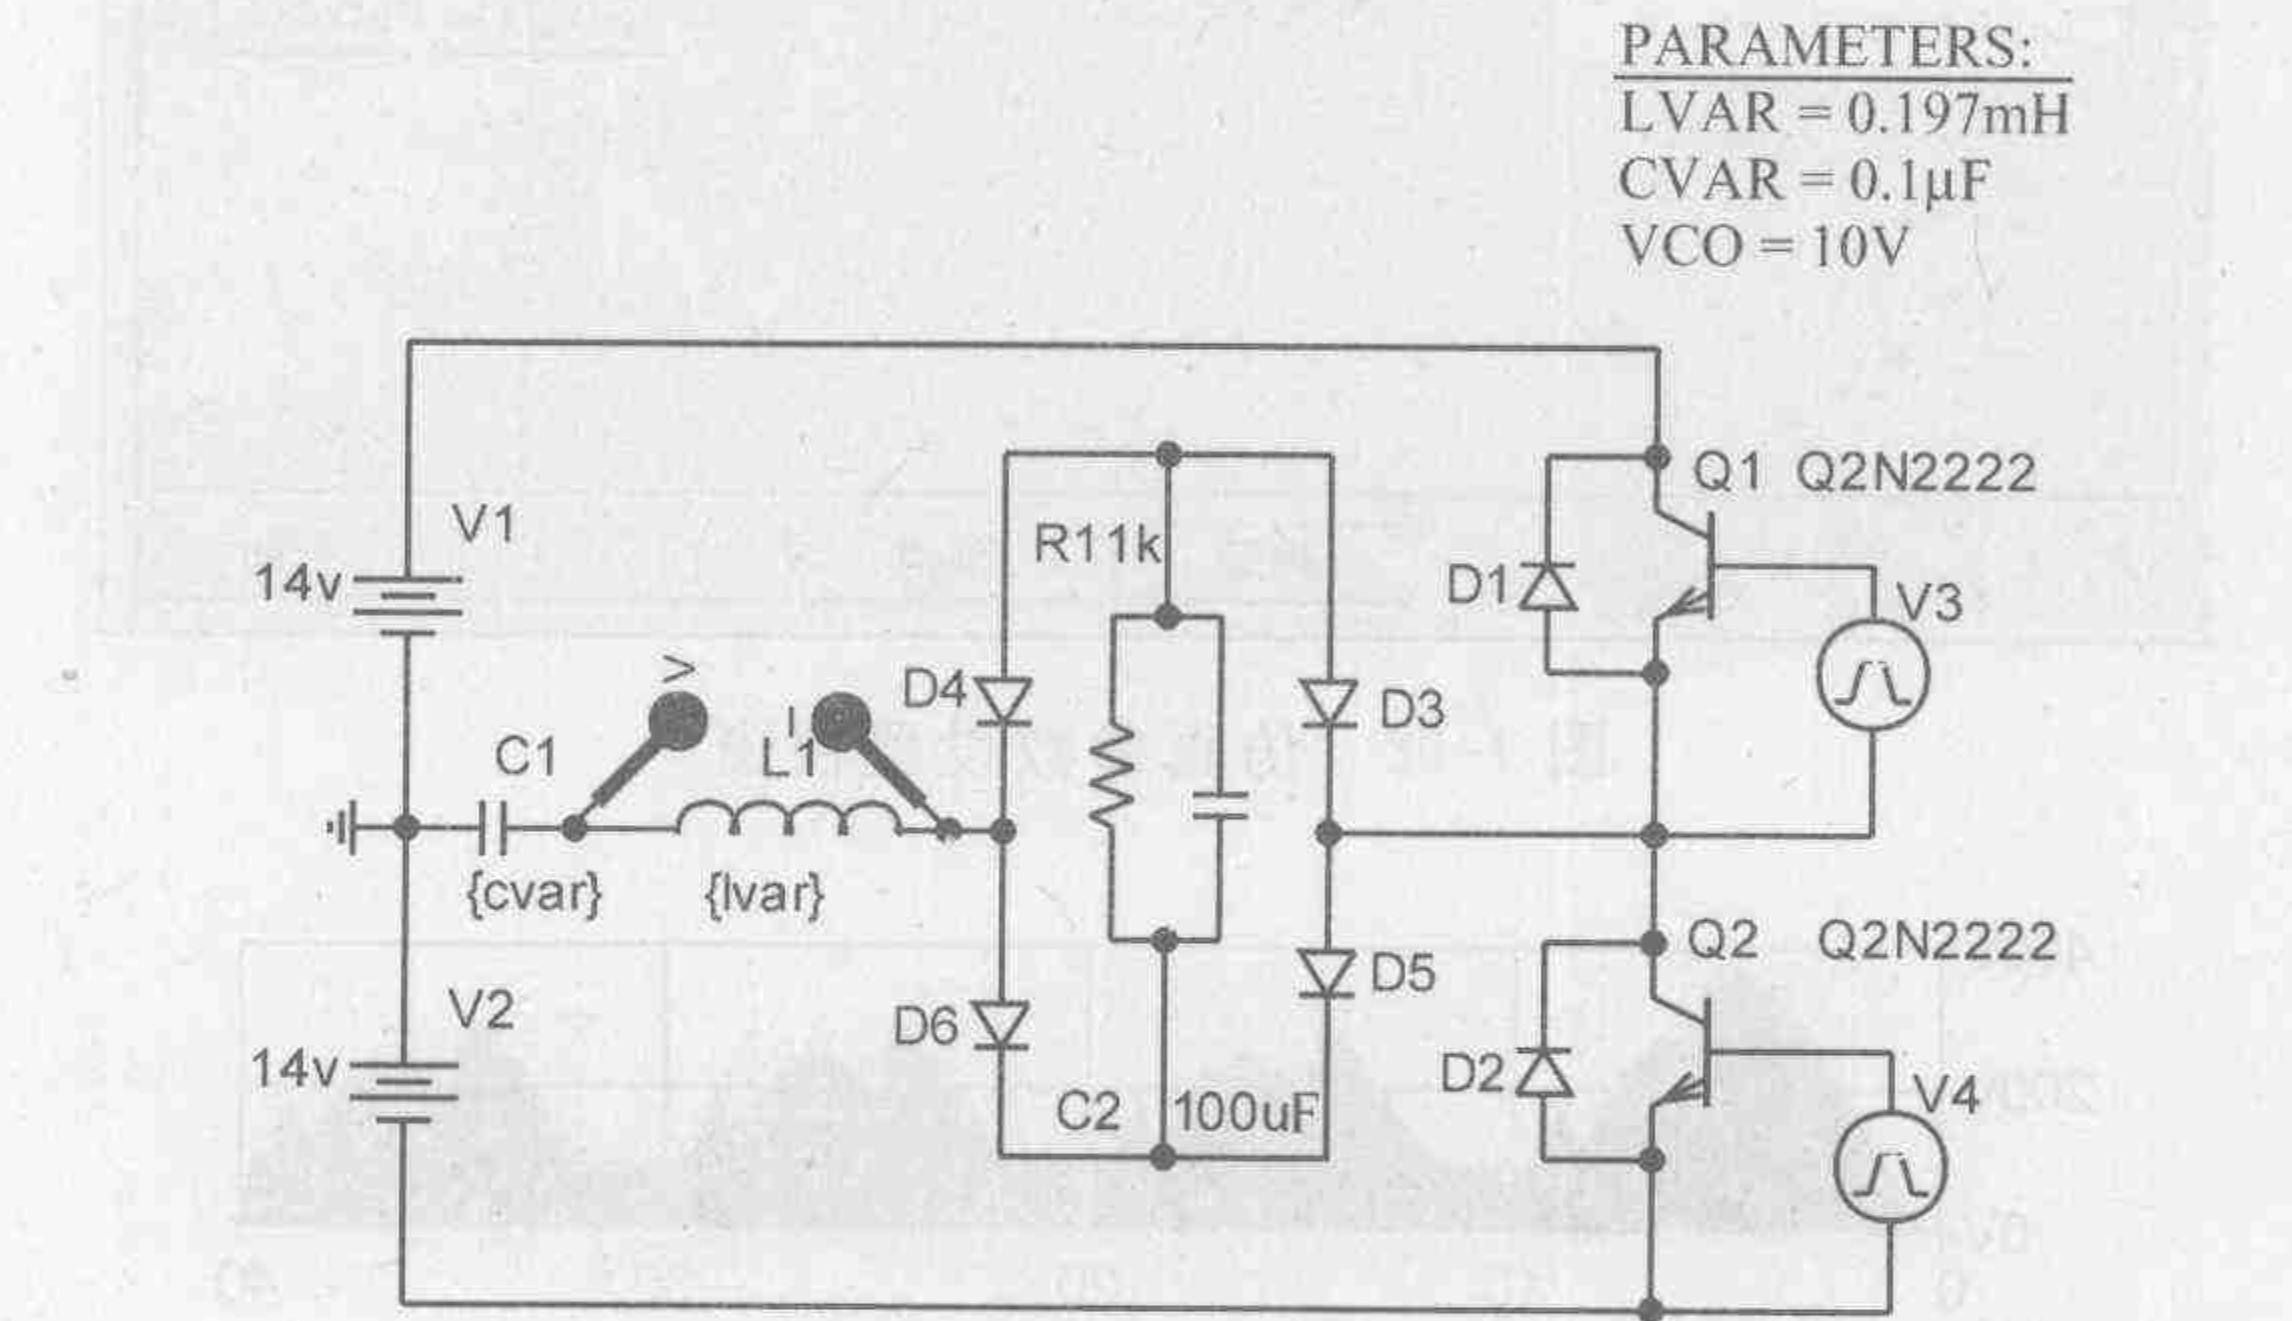 PARAMETERS:
LVAR = 0.197mH
CVAR = 0.1μF
VCO = 10V
V1
14v
R11k
Q1 Q2N2222
D1
V3
D4
D3
C1
L1
V
I
{cvar}
{lvar}
Q2 Q2N2222
D5
V2
14v
D6
D2
V4
C2
100uF